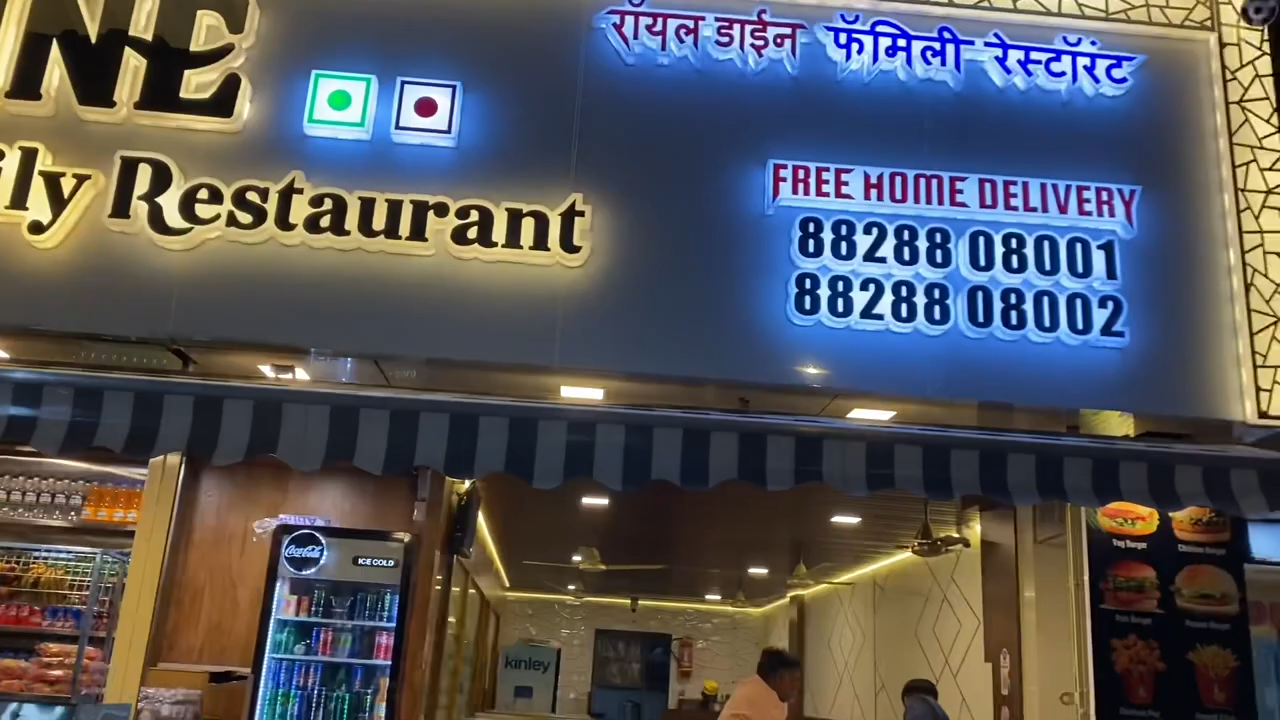 NE
ily Restaurant
रॉयल डाईन फॅमिली रेस्टॉरंट
FREE HOME DELIVERY
88288 08001
88288 08002
Coca-Cola
ICE COLD
kinley
Veg Burger
Chicken Burger